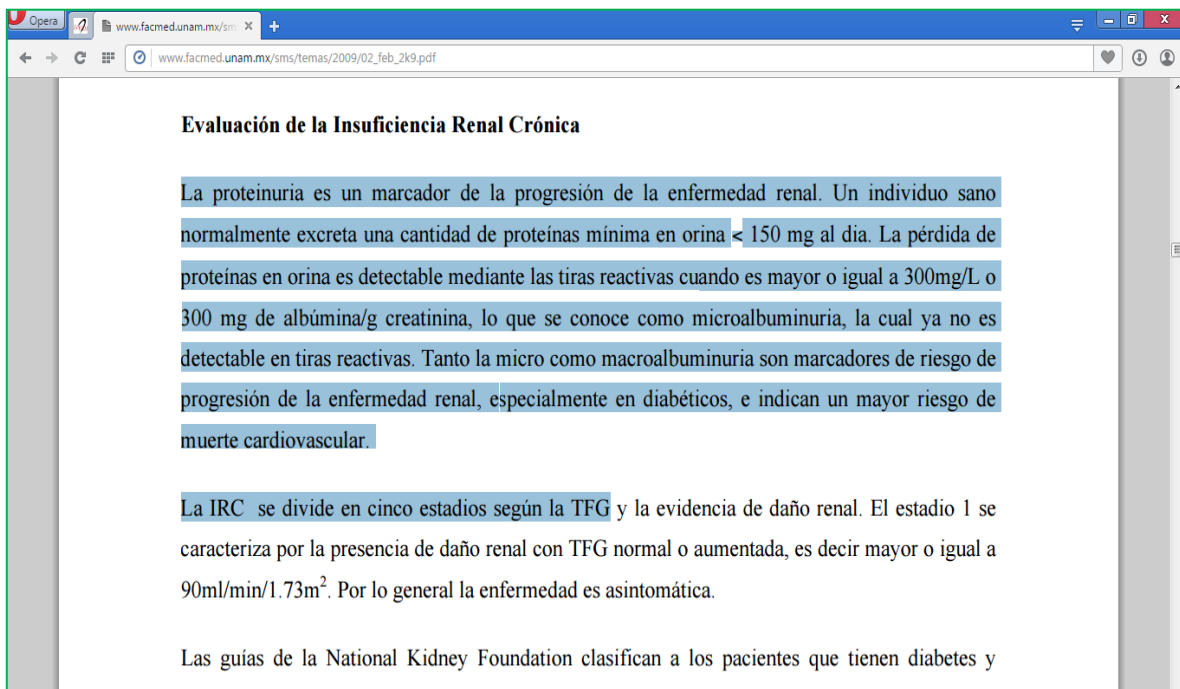 Opera
www.facmed.unam.mx/sm
www.facmed.unam.mx/sms/temas/2009/02_feb_2k9.pdf
Evaluación de la Insuficiencia Renal Crónica
La proteinuria es un marcador de la progresión de la enfermedad renal. Un individuo sano
normalmente excreta una cantidad de proteínas mínima en orina < 150 mg al dia. La pérdida de
proteínas en orina es detectable mediante las tiras reactivas cuando es mayor o igual a 300mg/L o
300 mg de albúmina/g creatinina, lo que se conoce como microalbuminuria, la cual ya no es
detectable en tiras reactivas. Tanto la micro como macroalbuminuria son marcadores de riesgo de
progresión de la enfermedad renal, especialmente en diabéticos, e indican un mayor riesgo de
muerte cardiovascular.
La IRC se divide en cinco estadios según la TFG y la evidencia de daño renal. El estadio 1 se
caracteriza por la presencia de daño renal con TFG normal o aumentada, es decir mayor o igual a
90ml/min/1.73m². Por lo general la enfermedad es asintomática.
Las guías de la National Kidney Foundation clasifican a los pacientes que tienen diabetes y